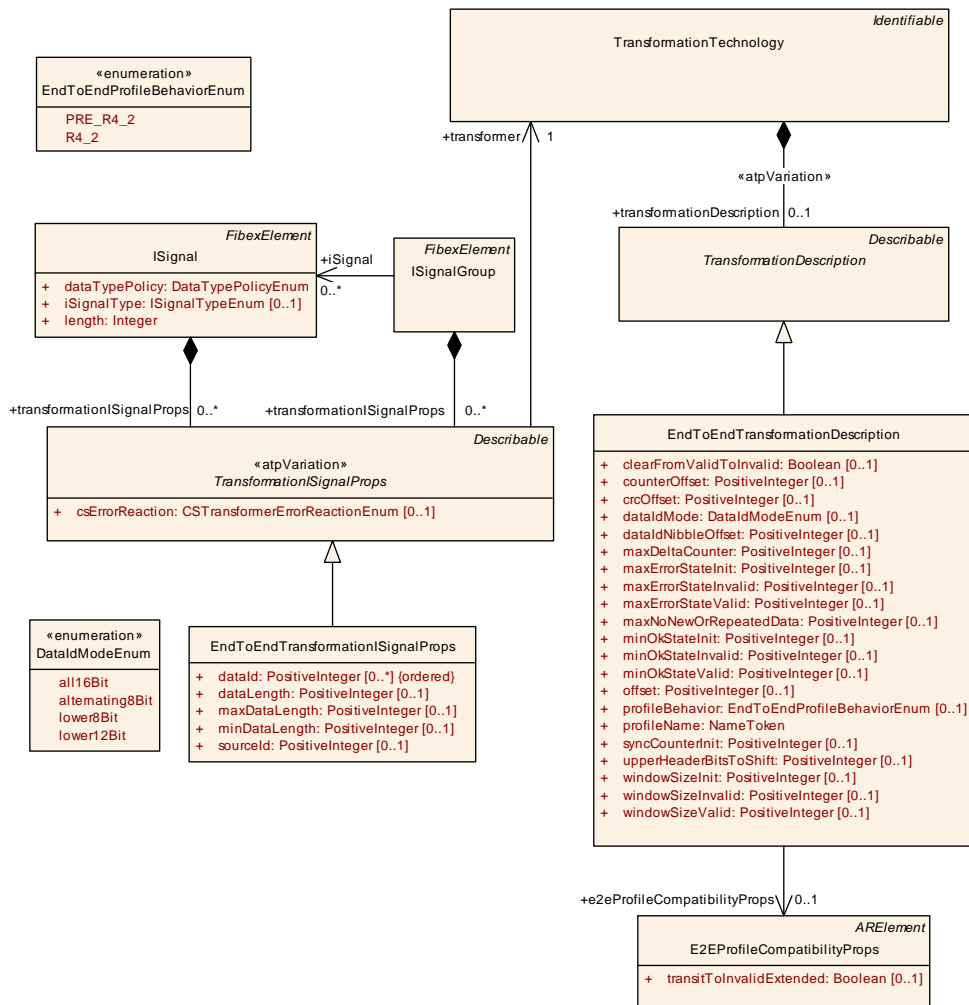 Identifiable
TransformationTechnology
«enumeration»
EndToEndProfileBehaviorEnum
PRE_R4_2
R4_2
+transformer
1
«atpVariation»
+transformationDescription
0..1
FibexElement
ISignal
+ dataTypePolicy: DataTypePolicyEnum
+ iSignalType: ISignalTypeEnum [0..1]
+ length: Integer
+iSignal
0..*
FibexElement
ISignalGroup
Describable
TransformationDescription
+transformationISignalProps
0..*
+transformationISignalProps
0..*
Describable
«atpVariation»
TransformationISignalProps
+ csErrorReaction: CSTransformerErrorReactionEnum [0..1]
EndToEndTransformationDescription
+ clearFromValidToInvalid: Boolean [0..1]
+ counterOffset: PositiveInteger [0..1]
+ crcOffset: PositiveInteger [0..1]
+ dataIdMode: DataIdModeEnum [0..1]
+ dataIdNibbleOffset: PositiveInteger [0..1]
+ maxDeltaCounter: PositiveInteger [0..1]
+ maxErrorStateInit: PositiveInteger [0..1]
+ maxErrorStateInvalid: PositiveInteger [0..1]
+ maxErrorStateValid: PositiveInteger [0..1]
+ maxNoNewOrRepeatedData: PositiveInteger [0..1]
+ minOkStateInit: PositiveInteger [0..1]
+ minOkStateInvalid: PositiveInteger [0..1]
+ minOkStateValid: PositiveInteger [0..1]
+ offset: PositiveInteger [0..1]
+ profileBehavior: EndToEndProfileBehaviorEnum [0..1]
+ profileName: NameToken
+ syncCounterInit: PositiveInteger [0..1]
+ upperHeaderBitsToShift: PositiveInteger [0..1]
+ windowSizeInit: PositiveInteger [0..1]
+ windowSizeInvalid: PositiveInteger [0..1]
+ windowSizeValid: PositiveInteger [0..1]
«enumeration»
DataIdModeEnum
all16Bit
alternating8Bit
lower8Bit
lower12Bit
EndToEndTransformationISignalProps
+ dataId: PositiveInteger [0..*] {ordered}
+ dataLength: PositiveInteger [0..1]
+ maxDataLength: PositiveInteger [0..1]
+ minDataLength: PositiveInteger [0..1]
+ sourceId: PositiveInteger [0..1]
+e2eProfileCompatibilityProps
0..1
ARElement
E2EProfileCompatibilityProps
+ transitToInvalidExtended: Boolean [0..1]